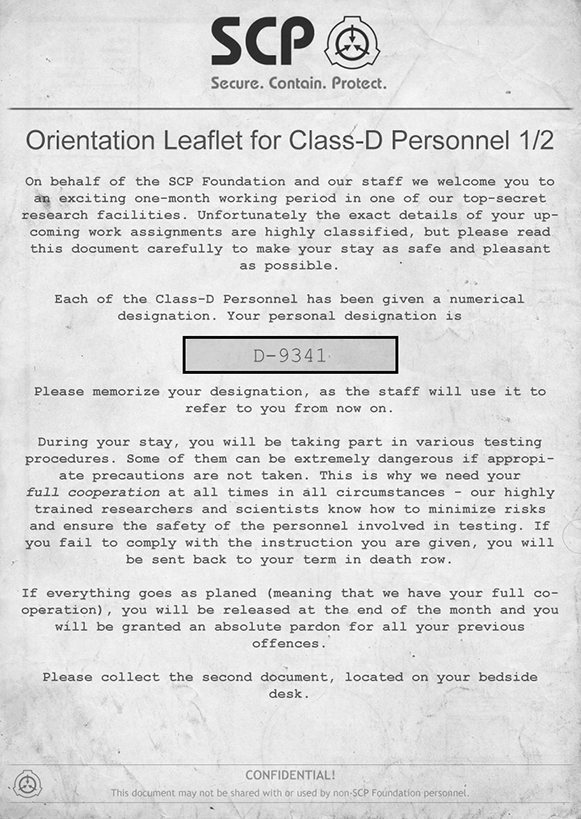 SCP
Secure. Contain. Protect.
Orientation Leaflet for Class-D Personnel 1/2
On behalf of the SCP Foundation and our staff we welcome you to
an exciting one-month working period in one of our top-secret
research facilities. Unfortunately the exact details of your up-
coming work assignments are highly classified, but please read
this document carefully to make your stay as safe and pleasant
as possible.
Each of the Class-D Personnel has been given a numerical
designation. Your personal designation is
D-9341
Please memorize your designation, as the staff will use it to
refer to you from now on.
During your stay, you will be taking part in various testing
procedures. Some of them can be extremely dangerous if appropi-
ate precautions are not taken. This is why we need your
full cooperation at all times in all circumstances - our highly
trained researchers and scientists know how to minimize risks
and ensure the safety of the personnel involved in testing. If
you fail to comply with the instruction you are given, you will
be sent back to your term in death row.
If everything goes as planed (meaning that we have your full co-
operation), you will be released at the end of the month and you
will be granted an absolute pardon for all your previous
offences.
Please collect the second document, located on your bedside
desk.
CONFIDENTIAL!
This document may not be shared with or used by non-SCP Foundation personnel.